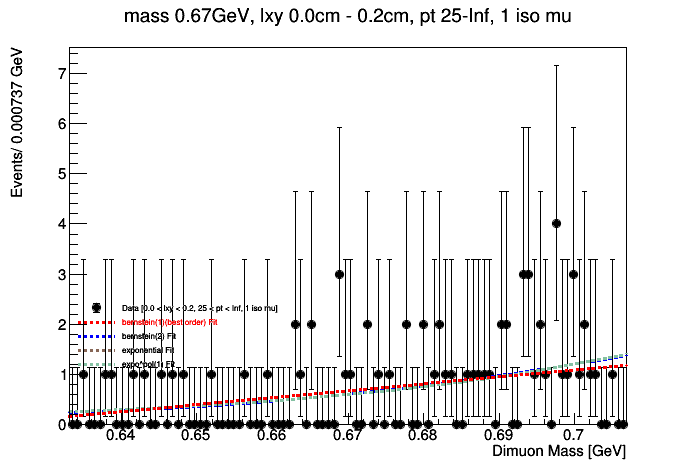 mass 0.67GeV, lxy 0.0cm - 0.2cm, pt 25-Inf, 1 iso mu
Events/ 0.000737 GeV
7
6
5
4
3
2
1
0
Data [0.0 < lxy < 0.2, 25 < pt < Inf, 1 iso mu]
bernstein(1)(best order) Fit
bernstein(2) Fit
exponential Fit
expo*pol(1) Fit
0.64 0.65 0.66 0.67 0.68 0.69 0.7
Dimuon Mass [GeV]